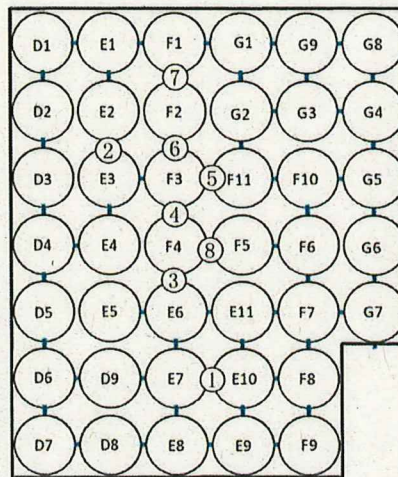 D1 E1 F1 G1 G9 G8
⑦
D2 E2 F2 G2 G3 G4
② ⑥
D3 E3 F3 ⑤ F11 F10 G5
④
D4 E4 F4 ⑧ F5 F6 G6
③
D5 E5 E6 E11 F7 G7
D6 D9 E7 ① E10 F8
D7 D8 E8 E9 F9